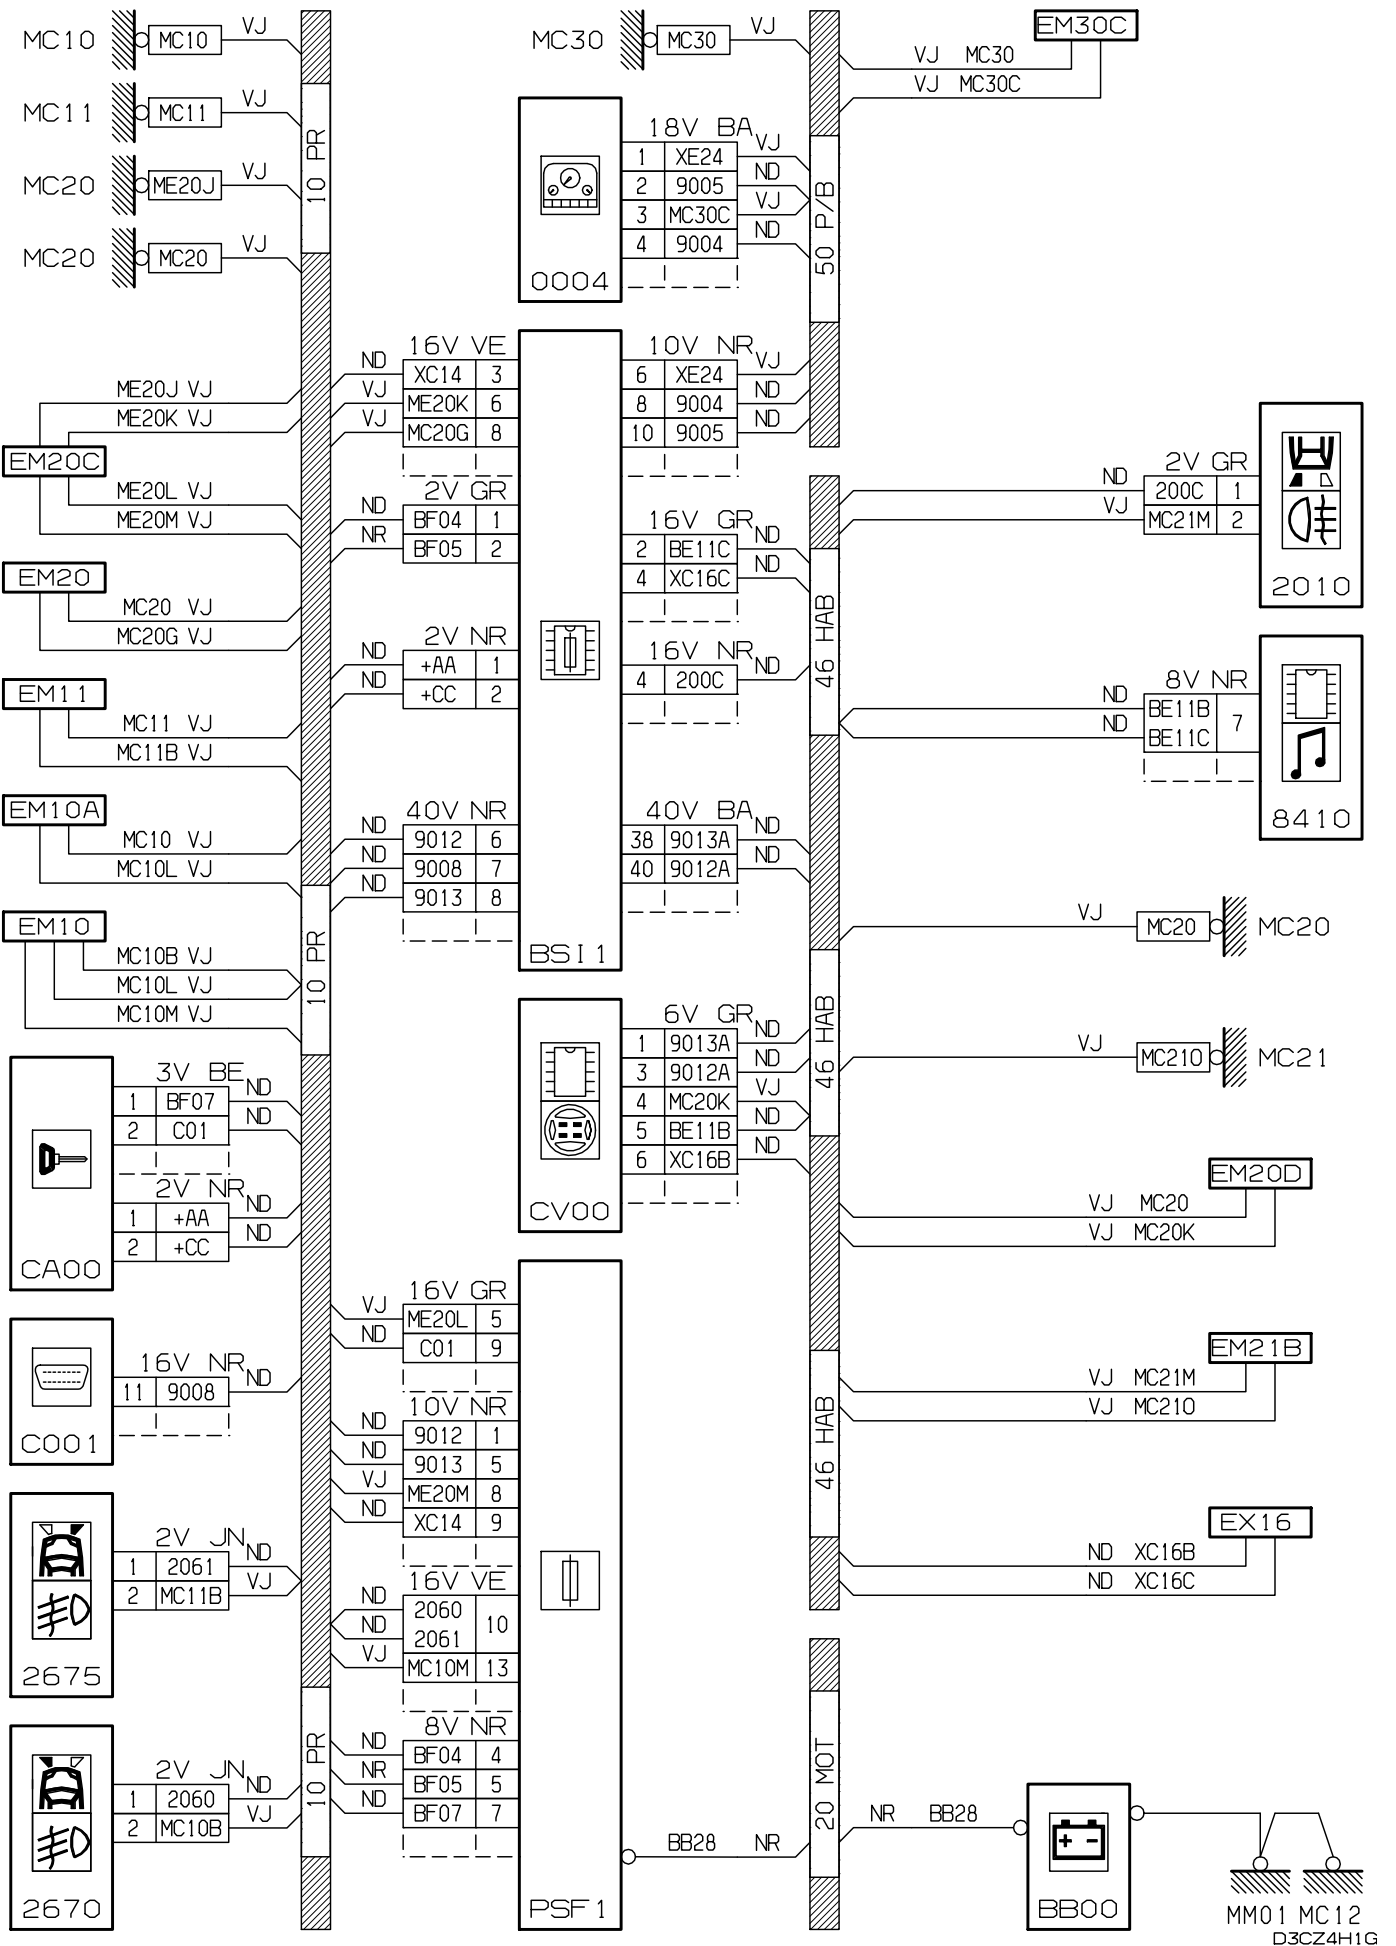 MC10 MC10 VJ
MC11 MC11 VJ
MC20 ME20J VJ
MC20 MC20 VJ
10 PR
ME20J VJ
ME20K VJ
EM20C
ME20L VJ
ME20M VJ
EM20
MC20 VJ
MC20G VJ
EM11
MC11 VJ
MC11B VJ
EM10A
MC10 VJ
MC10L VJ
EM10
MC10B VJ
MC10L VJ
MC10M VJ
10 PR
3V BE
1 BF07 ND
2 C01 ND
2V NR
1 +AA ND
2 +CC ND
CA00
16V NR
11 9008 ND
C001
2V JN
1 2061 ND
2 MC11B VJ
2675
2V JN
1 2060 ND
2 MC10B VJ
2670
10 PR
MC30 MC30 VJ
18V BA
1 XE24 VJ
2 9005 ND
3 MC30C VJ
4 9004 ND
0004
50 P/B
16V VE
ND XC14 3
VJ ME20K 6
VJ MC20G 8
2V GR
ND BF04 1
NR BF05 2
2V NR
ND +AA 1
ND +CC 2
40V NR
ND 9012 6
ND 9008 7
ND 9013 8
10V NR
6 XE24 VJ
8 9004 ND
10 9005 ND
16V GR
2 BE11C ND
4 XC16C ND
16V NR
4 200C ND
40V BA
38 9013A ND
40 9012A ND
BSI1
6V GR
1 9013A ND
3 9012A ND
4 MC20K VJ
5 BE11B ND
6 XC16B ND
CV00
16V GR
VJ ME20L 5
ND C01 9
10V NR
ND 9012 1
ND 9013 5
VJ ME20M 8
ND XC14 9
16V VE
ND 2060 10
ND 2061
VJ MC10M 13
8V NR
ND BF04 4
NR BF05 5
ND BF07 7
BB28 NR
PSF1
EM30C
VJ MC30
VJ MC30C
46 HAB
2V GR
ND 200C 1
VJ MC21M 2
2010
8V NR
ND BE11B 7
ND BE11C
8410
46 HAB
VJ MC20 MC20
VJ MC21O MC21
EM20D
VJ MC20
VJ MC20K
EM21B
VJ MC21M
VJ MC21O
46 HAB
EX16
ND XC16B
ND XC16C
20 MOT
NR BB28
+ -
BB00
MM01 MC12
D3CZ4H1G